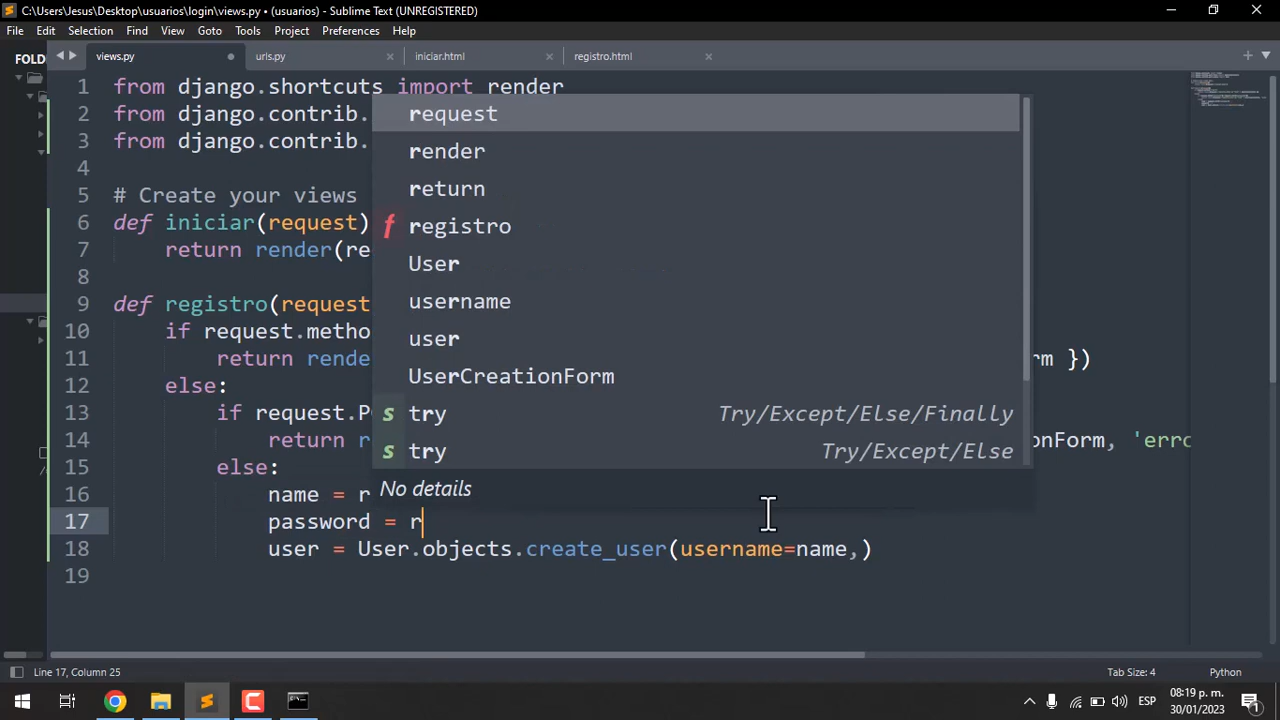 C:\Users\Jesus\Desktop\usuarios\login\views.py • (usuarios) - Sublime Text (UNREGISTERED)
File Edit Selection Find View Goto Tools Project Preferences Help
FOLD
views.py urls.py iniciar.html registro.html
1 from django.shortcuts import render
2 from django.contrib.
3 from django.contrib.
4
5 # Create your views
6 def iniciar(request)
7 return render(re
8
9 def registro(request
10 if request.metho
11 return rende rm })
12 else:
13 if request.P
14 return r onForm, 'erro
15 else:
16 name = r
17 password = r
18 user = User.objects.create_user(username=name,)
19
request
render
return
f registro
User
username
user
UserCreationForm
s try Try/Except/Else/Finally
s try Try/Except/Else
No details
Line 17, Column 25 Tab Size: 4 Python
ESP 08:19 p. m.
30/01/2023
1